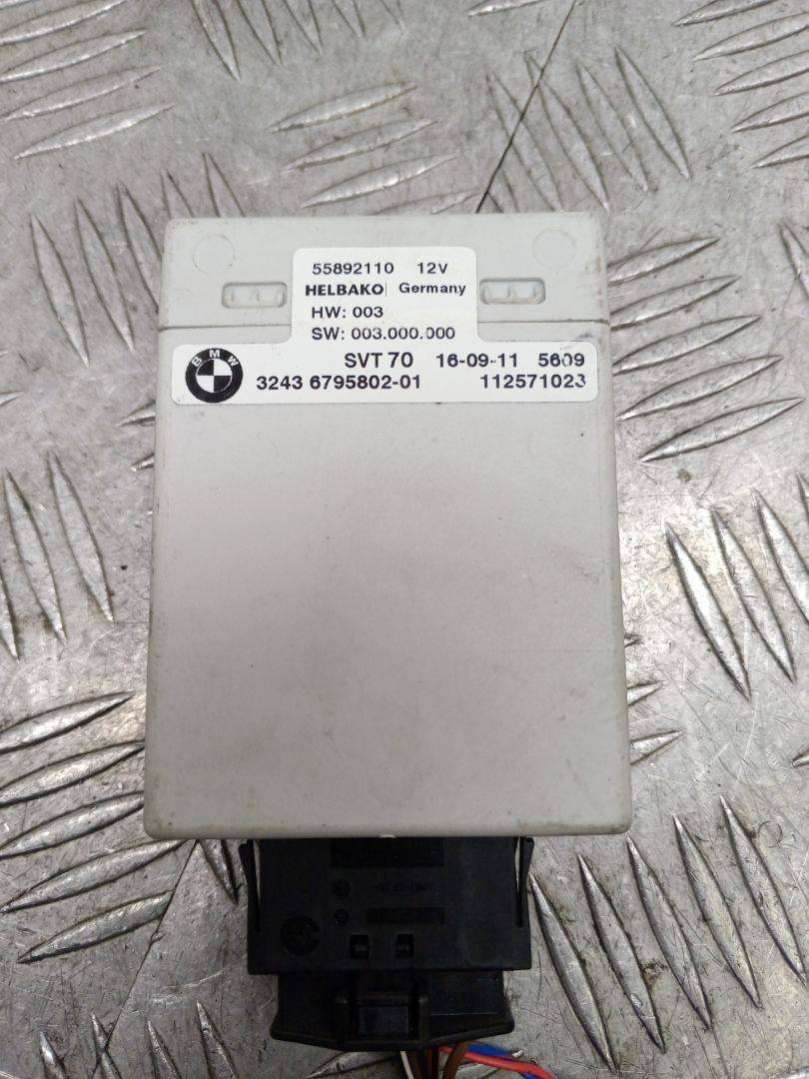 55892110 12V
HELBAKO Germany
HW: 003
SW: 003.000.000
BMW
SVT 70 16-09-11 5609
3243 6795802-01 112571023